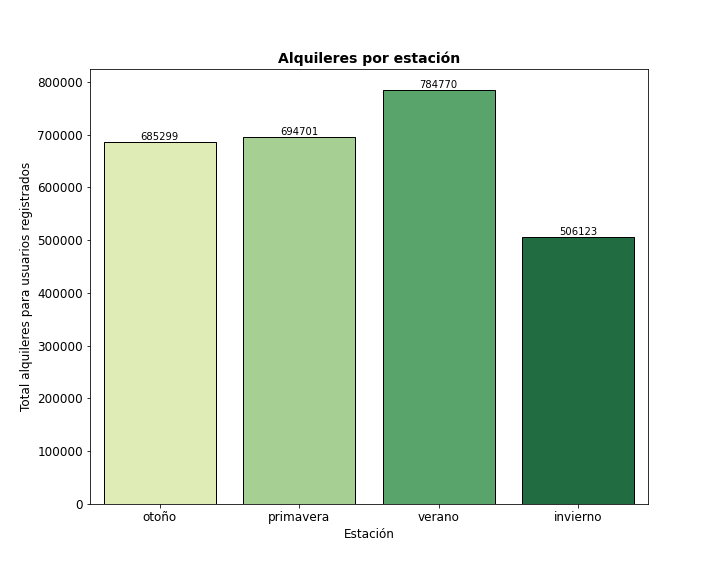 Alquileres por estación
Total alquileres para usuarios registrados
800000
700000
600000
500000
400000
300000
200000
100000
0
685299
694701
784770
506123
otoño
primavera
verano
invierno
Estación